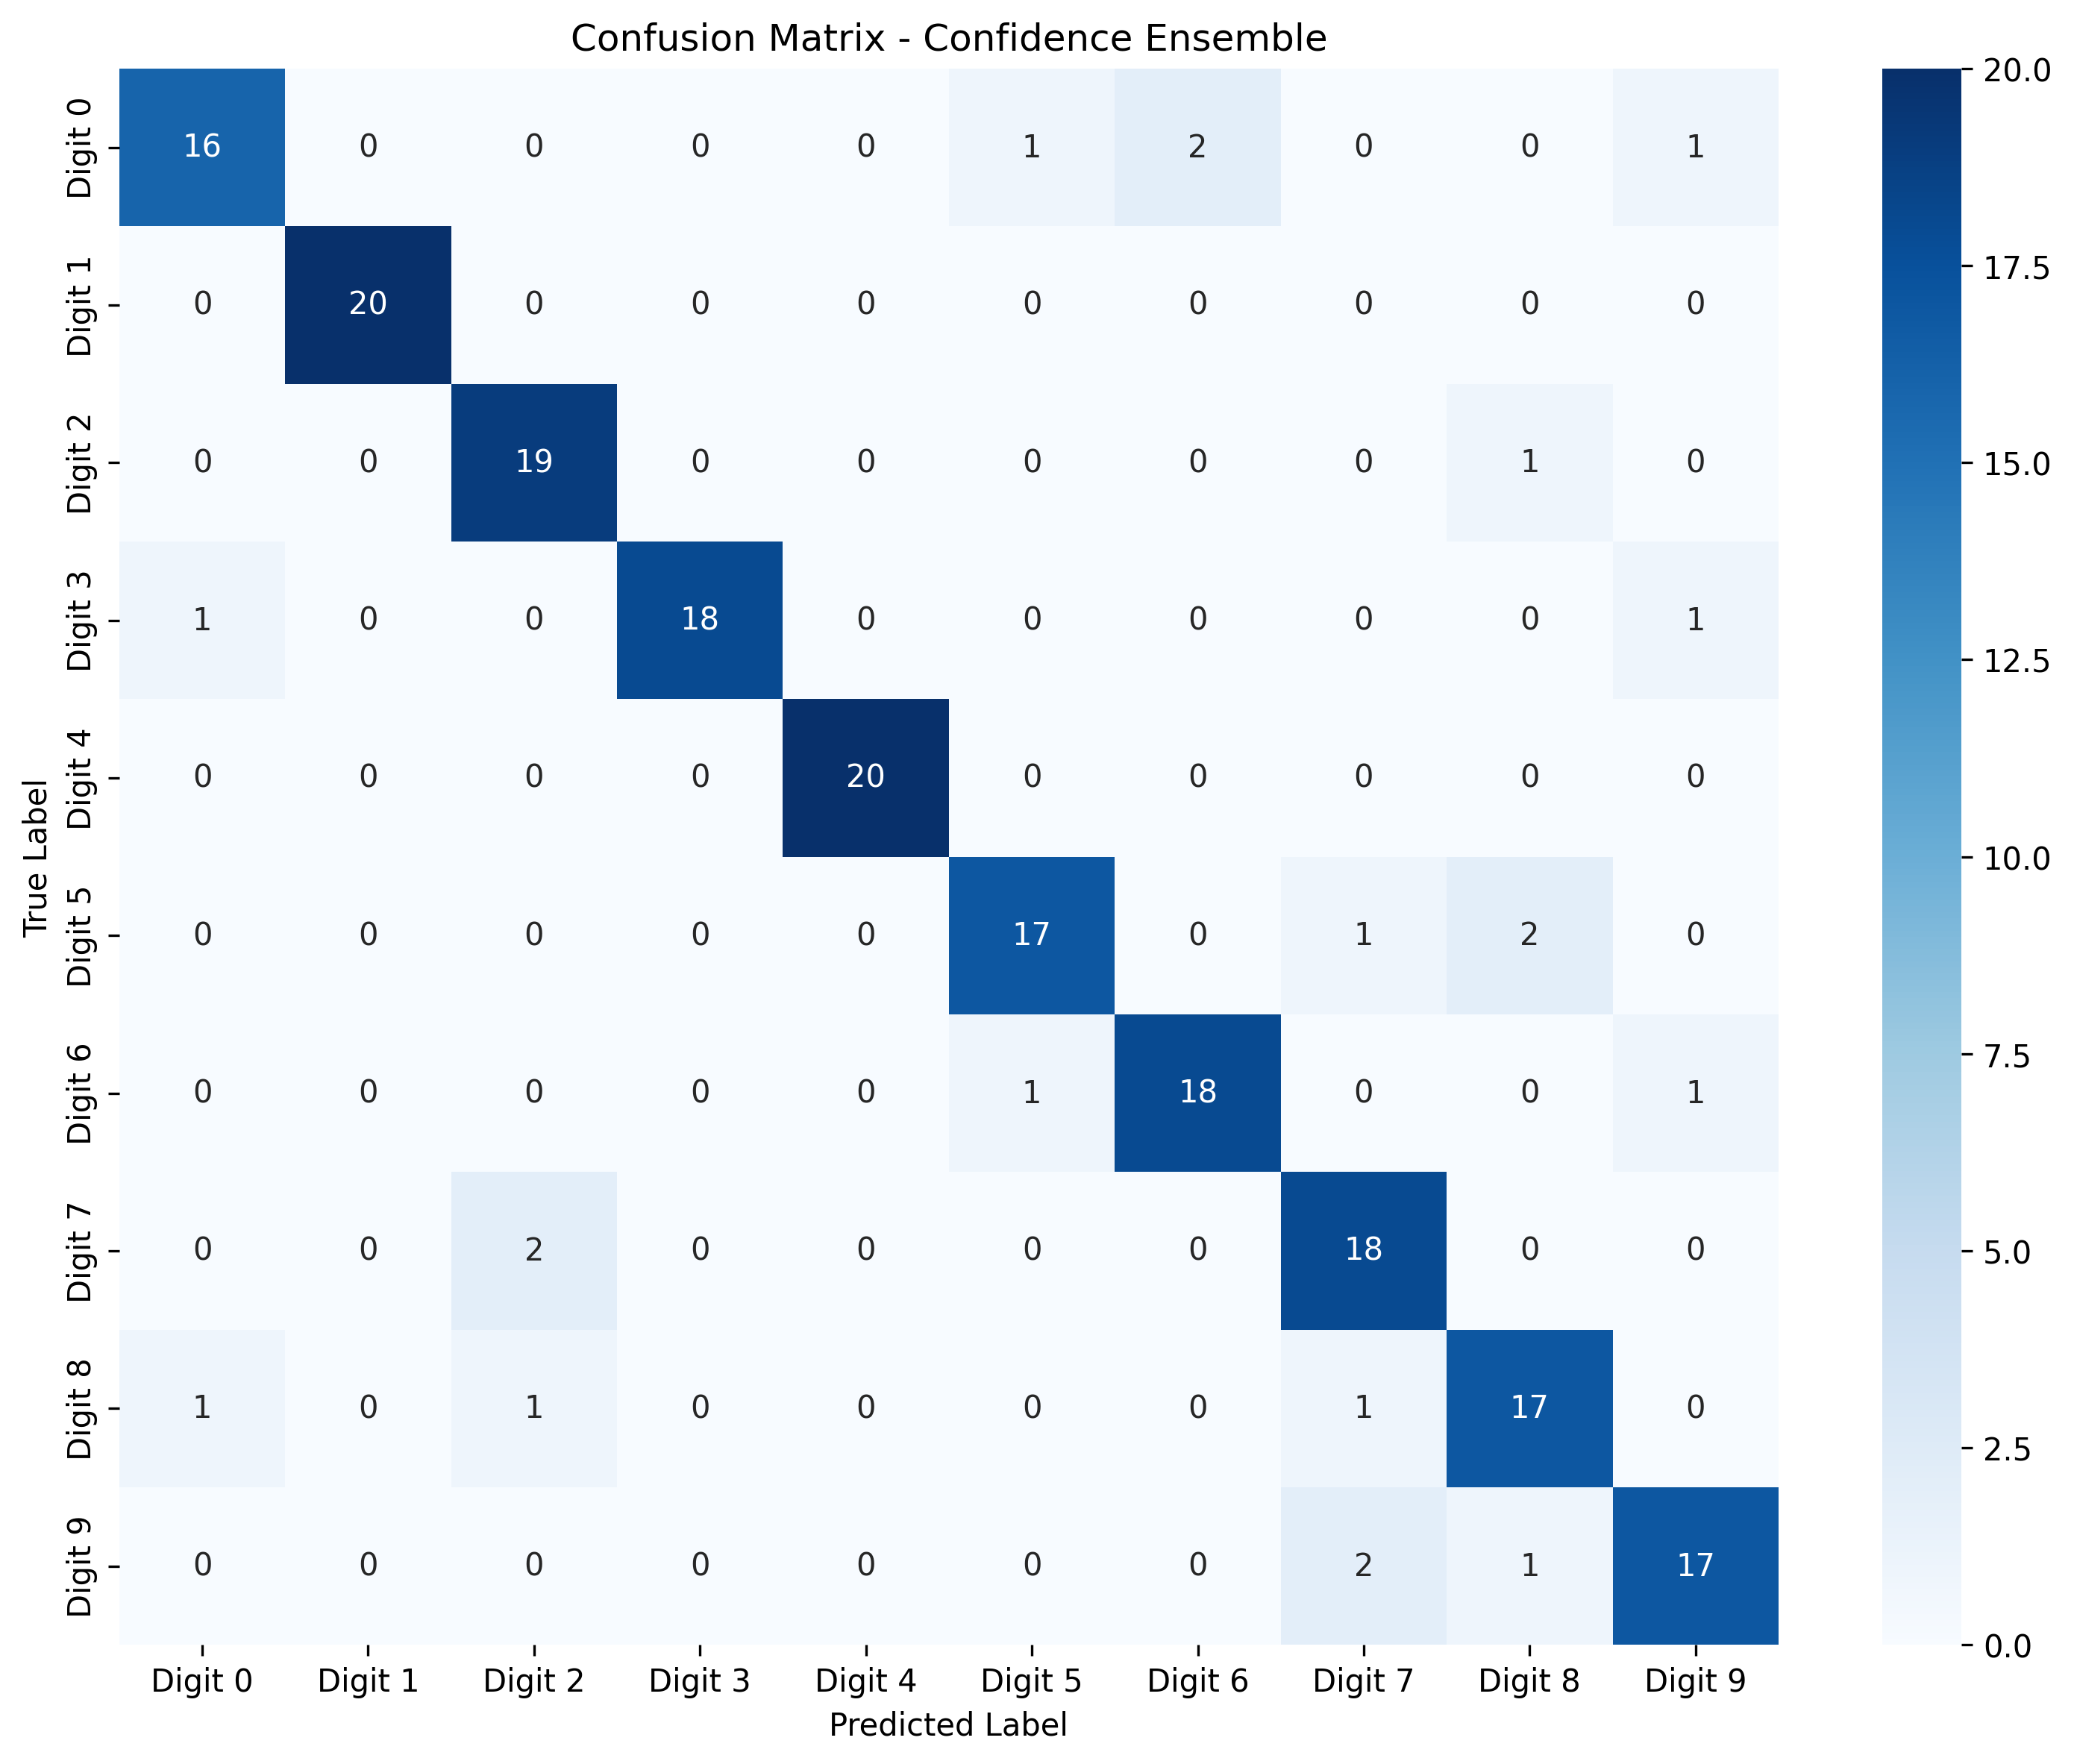 Confusion Matrix - Confidence Ensemble
Digit 0 16 0 0 0 0 1 2 0 0 1
Digit 1 0 20 0 0 0 0 0 0 0 0
Digit 2 0 0 19 0 0 0 0 0 1 0
Digit 3 1 0 0 18 0 0 0 0 0 1
Digit 4 0 0 0 0 20 0 0 0 0 0
Digit 5 0 0 0 0 0 17 0 1 2 0
Digit 6 0 0 0 0 0 1 18 0 0 1
Digit 7 0 0 2 0 0 0 0 18 0 0
Digit 8 1 0 1 0 0 0 0 1 17 0
Digit 9 0 0 0 0 0 0 0 2 1 17
Digit 0 Digit 1 Digit 2 Digit 3 Digit 4 Digit 5 Digit 6 Digit 7 Digit 8 Digit 9
Predicted Label
True Label
20.0
17.5
15.0
12.5
10.0
7.5
5.0
2.5
0.0